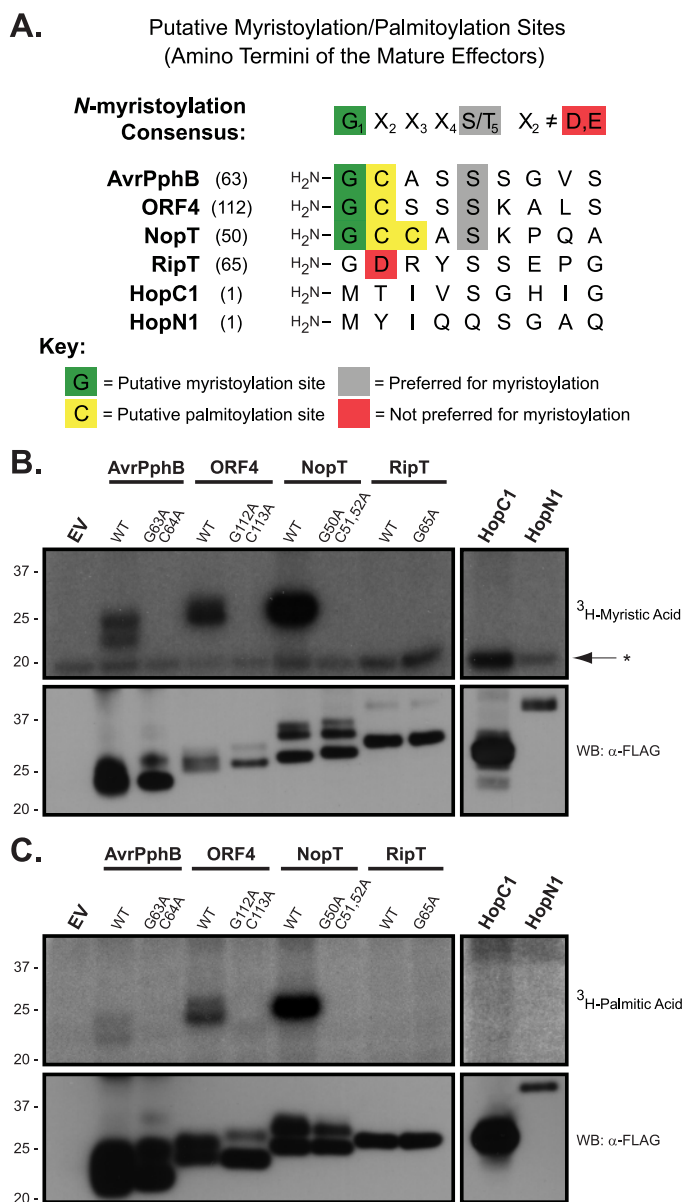 A.
Putative Myristoylation/Palmitoylation Sites
(Amino Termini of the Mature Effectors)
N-myristoylation Consensus: G1 X2 X3 X4 S/T5 X2 ≠ D,E
AvrPphB (63) H2N– G C A S S S G V S
ORF4 (112) H2N– G C S S S K A L S
NopT (50) H2N– G C C A S K P Q A
RipT (65) H2N– G D R Y S S E P G
HopC1 (1) H2N– M T I V S G H I G
HopN1 (1) H2N– M Y I Q Q S G A Q
Key:
G = Putative myristoylation site
= Preferred for myristoylation
C = Putative palmitoylation site
= Not preferred for myristoylation
B.
AvrPphB ORF4 NopT RipT
EV WT G63A C64A WT G112A C113A WT G50A C51,52A WT G65A HopC1 HopN1
37 -
25 -
20 -
3H-Myristic Acid
*
37 -
25 -
20 -
WB: α-FLAG
C.
AvrPphB ORF4 NopT RipT
EV WT G63A C64A WT G112A C113A WT G50A C51,52A WT G65A HopC1 HopN1
37 -
25 -
20 -
3H-Palmitic Acid
37 -
25 -
20 -
WB: α-FLAG